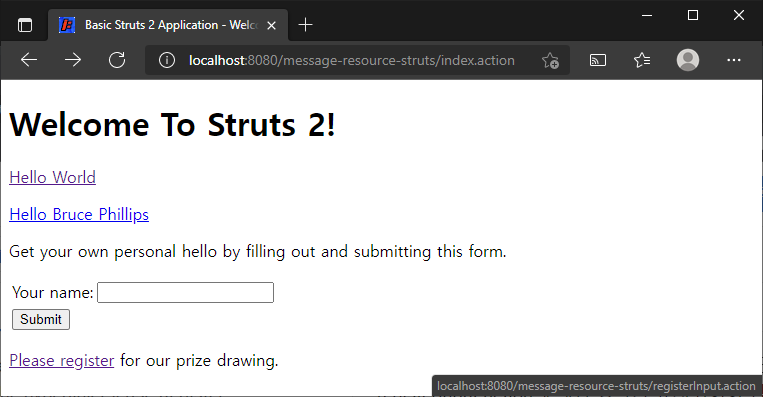 Basic Struts 2 Application - Welc
localhost:8080/message-resource-struts/index.action
Welcome To Struts 2!
Hello World
Hello Bruce Phillips
Get your own personal hello by filling out and submitting this form.
Your name:
Submit
Please register for our prize drawing.
localhost:8080/message-resource-struts/registerInput.action